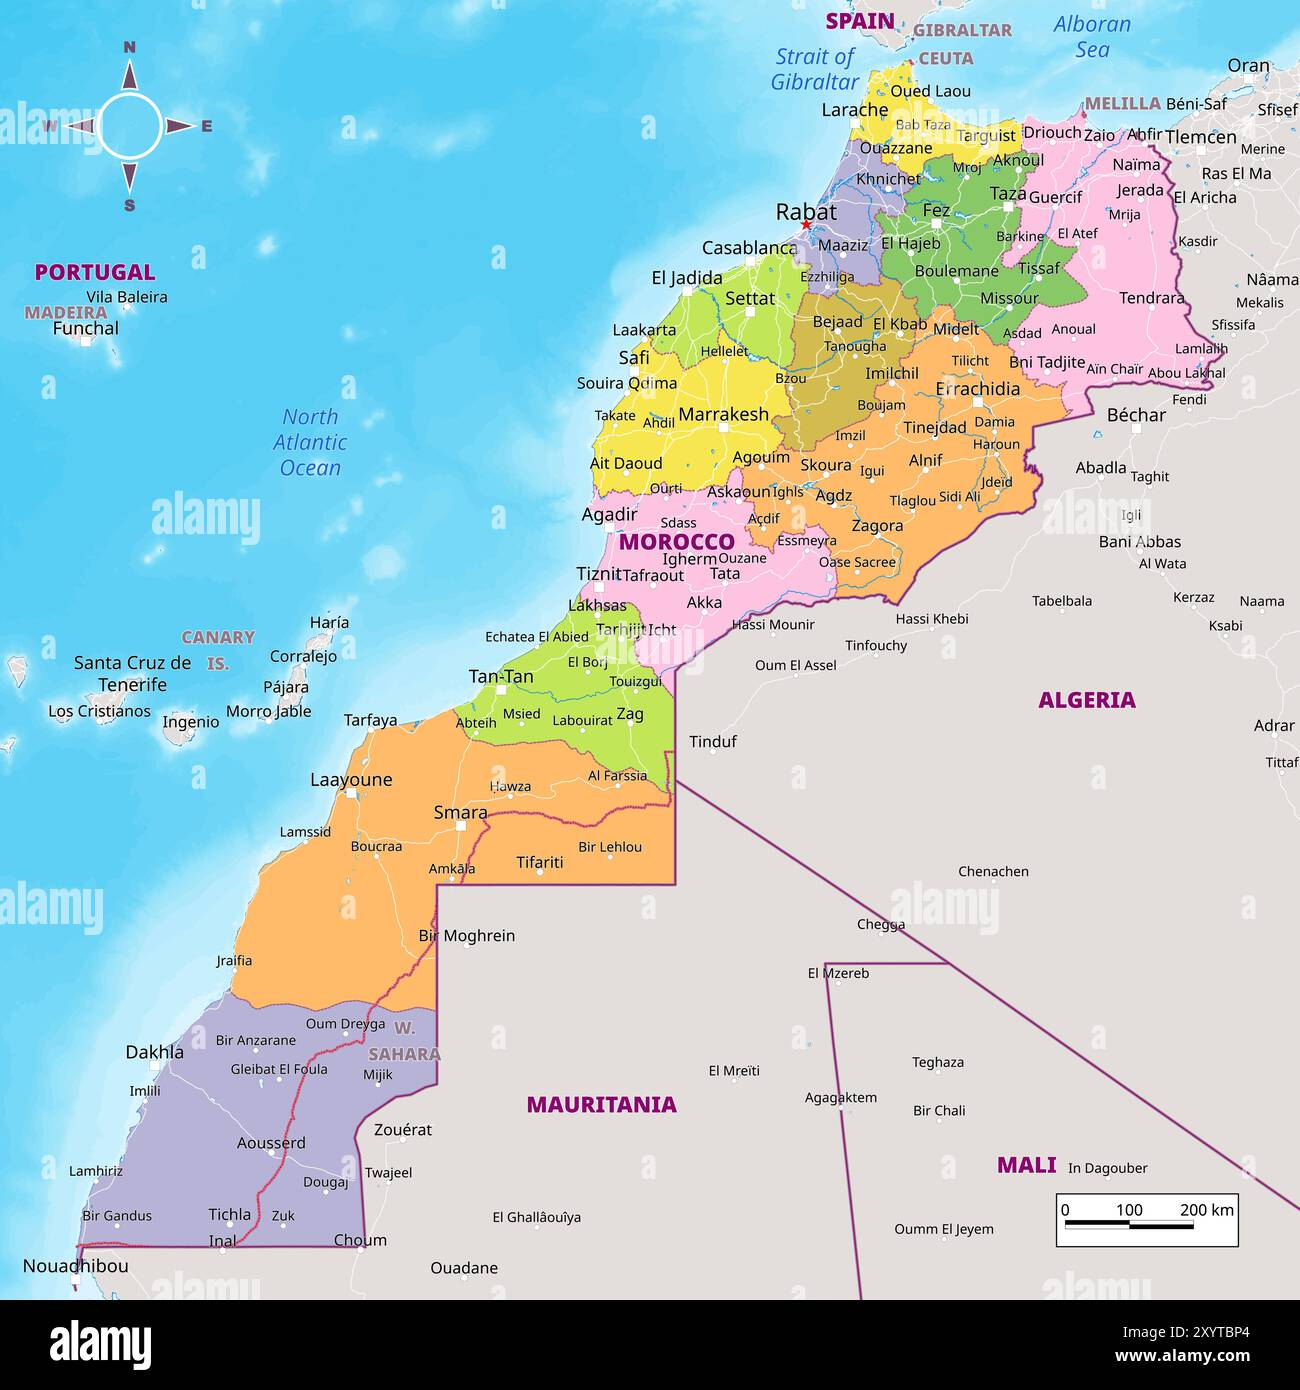 SPAIN
GIBRALTAR
CEUTA
Alboran
Sea
Strait of
Gibraltar
N
W
E
S
Oran
Oued Laou
Larache
MELILLA
Béni-Saf
Sfisef
Bab Taza
Targuist
Driouch
Zaio
Ahfir
Tlemcen
Ouazzane
Merine
Mroj
Aknoul
Naïma
Ras El Ma
Khnichet
Taza
Guercif
Jerada
El Aricha
Rabat
Fez
Mrija
Casablanca
Maaziz
El Hajeb
Barkine
El Atef
Kasdir
PORTUGAL
El Jadida
Ezzhiliga
Boulemane
Tissaf
Nâama
MADEIRA
Vila Baleira
Funchal
Settat
Missour
Tendrara
Mekalis
Laakarta
Bejaad
El Kbab
Midelt
Asdad
Anoual
Sfissifa
Safi
Hellelet
Tanougha
Tilicht
Bni Tadjite
Lamlalih
Souira Qdima
Bzou
Imilchil
Errachidia
Aïn Chaïr
Abou Lakhal
Fendi
North
Atlantic
Ocean
Takate
Ahdil
Marrakesh
Boujam
Tinejdad
Damia
Béchar
Imzil
Haroun
Ait Daoud
Agouim
Skoura
Igui
Alnif
Abadla
Taghit
Ourti
Askaoun
Ighls
Agdz
Tlaglou
Sidi Ali
Jdeïd
Agadir
Sdass
Açdif
Zagora
Igli
MOROCCO
Essmeyra
Bani Abbas
Igherm
Ouzane
Oase Sacree
Al Wata
Tiznit
Tafraout
Tata
Lakhsas
Akka
Tabelbala
Kerzaz
Naama
Haría
Echatea El Abied
Tarhijit
Icht
Hassi Mounir
Hassi Khebi
Ksabi
CANARY
IS.
Corralejo
El Borj
Tinfouchy
Santa Cruz de
Tenerife
Pájara
Tan-Tan
Touizgui
Oum El Assel
ALGERIA
Los Cristianos
Ingenio
Morro Jable
Tarfaya
Abteih
Msied
Labouirat
Zag
Adrar
Tinduf
Tittaf
Laayoune
Hawza
Al Farssia
Lamssid
Smara
Boucraa
Bir Lehlou
Amkāla
Tifariti
Chenachen
Chegga
Bir Moghrein
Jraifia
El Mzereb
Oum Dreyga
W.
SAHARA
Bir Anzarane
Dakhla
Gleibat El Foula
Mijik
El Mreïti
Teghaza
Imlili
MAURITANIA
Agagaktem
Bir Chali
Zouérat
Aousserd
MALI
In Dagouber
Lamhiriz
Dougaj
Twajeel
Bir Gandus
Tichla
Zuk
El Ghallâouîya
0 100 200 km
Inal
Choum
Oumm El Jeyem
Nouadhibou
Ouadane
alamy
Image ID: 2XYTBP4
www.alamy.com